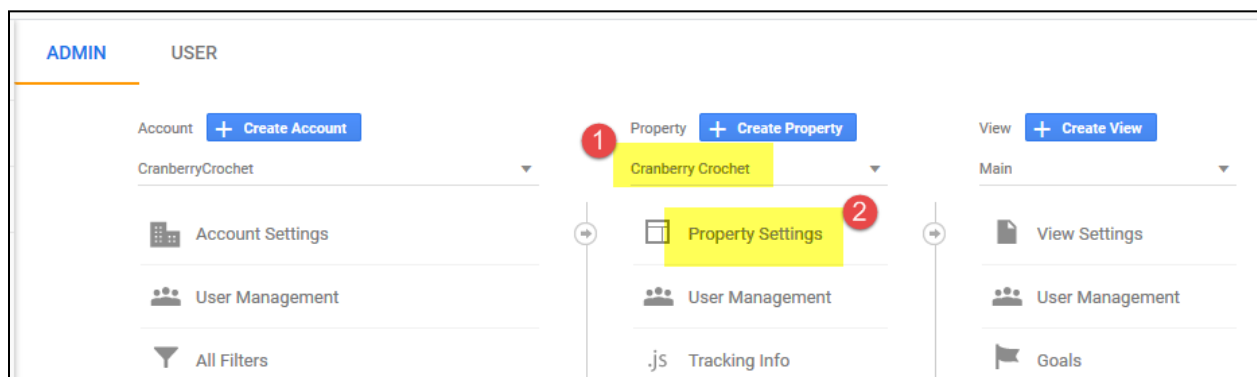 ADMIN USER
Account + Create Account Property + Create Property View + Create View
1
CranberryCrochet Cranberry Crochet Main
2
Account Settings Property Settings View Settings
User Management User Management User Management
All Filters .js Tracking Info Goals